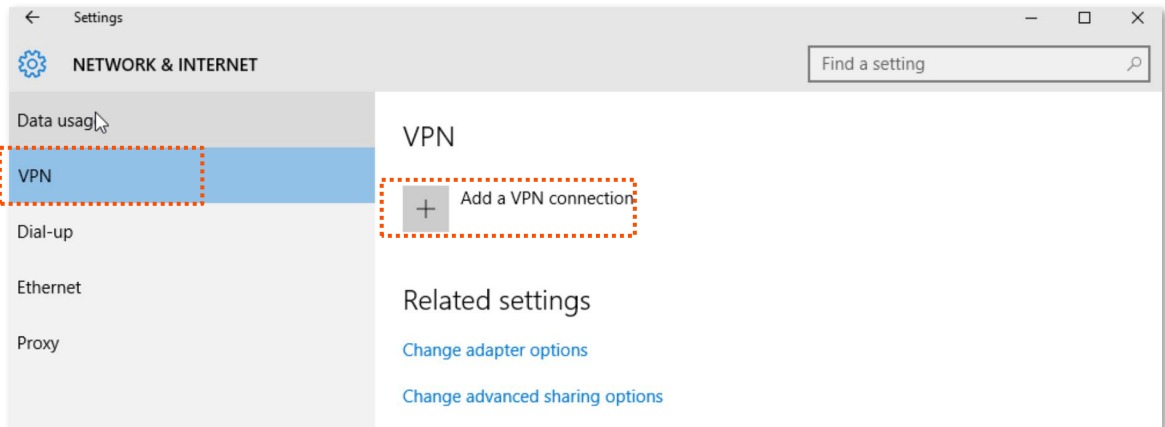 Settings
NETWORK & INTERNET
Find a setting
Data usag
VPN
Dial-up
Ethernet
Proxy
VPN
Add a VPN connection
Related settings
Change adapter options
Change advanced sharing options